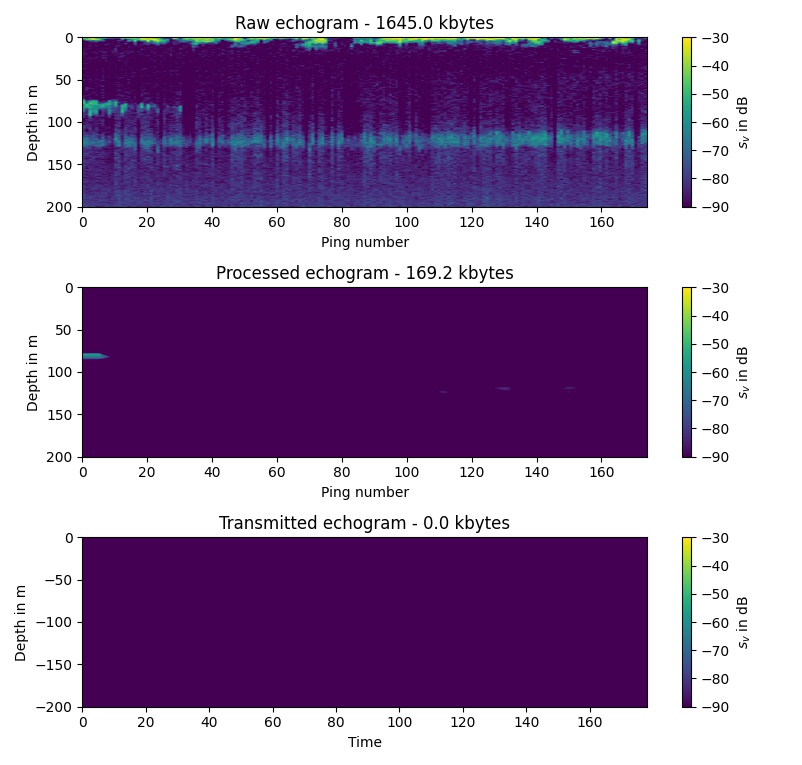 Raw echogram - 1645.0 kbytes
0
50
100
150
200
Depth in m
0 20 40 60 80 100 120 140 160
Ping number
−30
−40
−50
−60
−70
−80
−90
s_v in dB
Processed echogram - 169.2 kbytes
0
50
100
150
200
Depth in m
0 20 40 60 80 100 120 140 160
Ping number
−30
−40
−50
−60
−70
−80
−90
s_v in dB
Transmitted echogram - 0.0 kbytes
0
−50
−100
−150
−200
Depth in m
0 20 40 60 80 100 120 140 160
Time
−30
−40
−50
−60
−70
−80
−90
s_v in dB